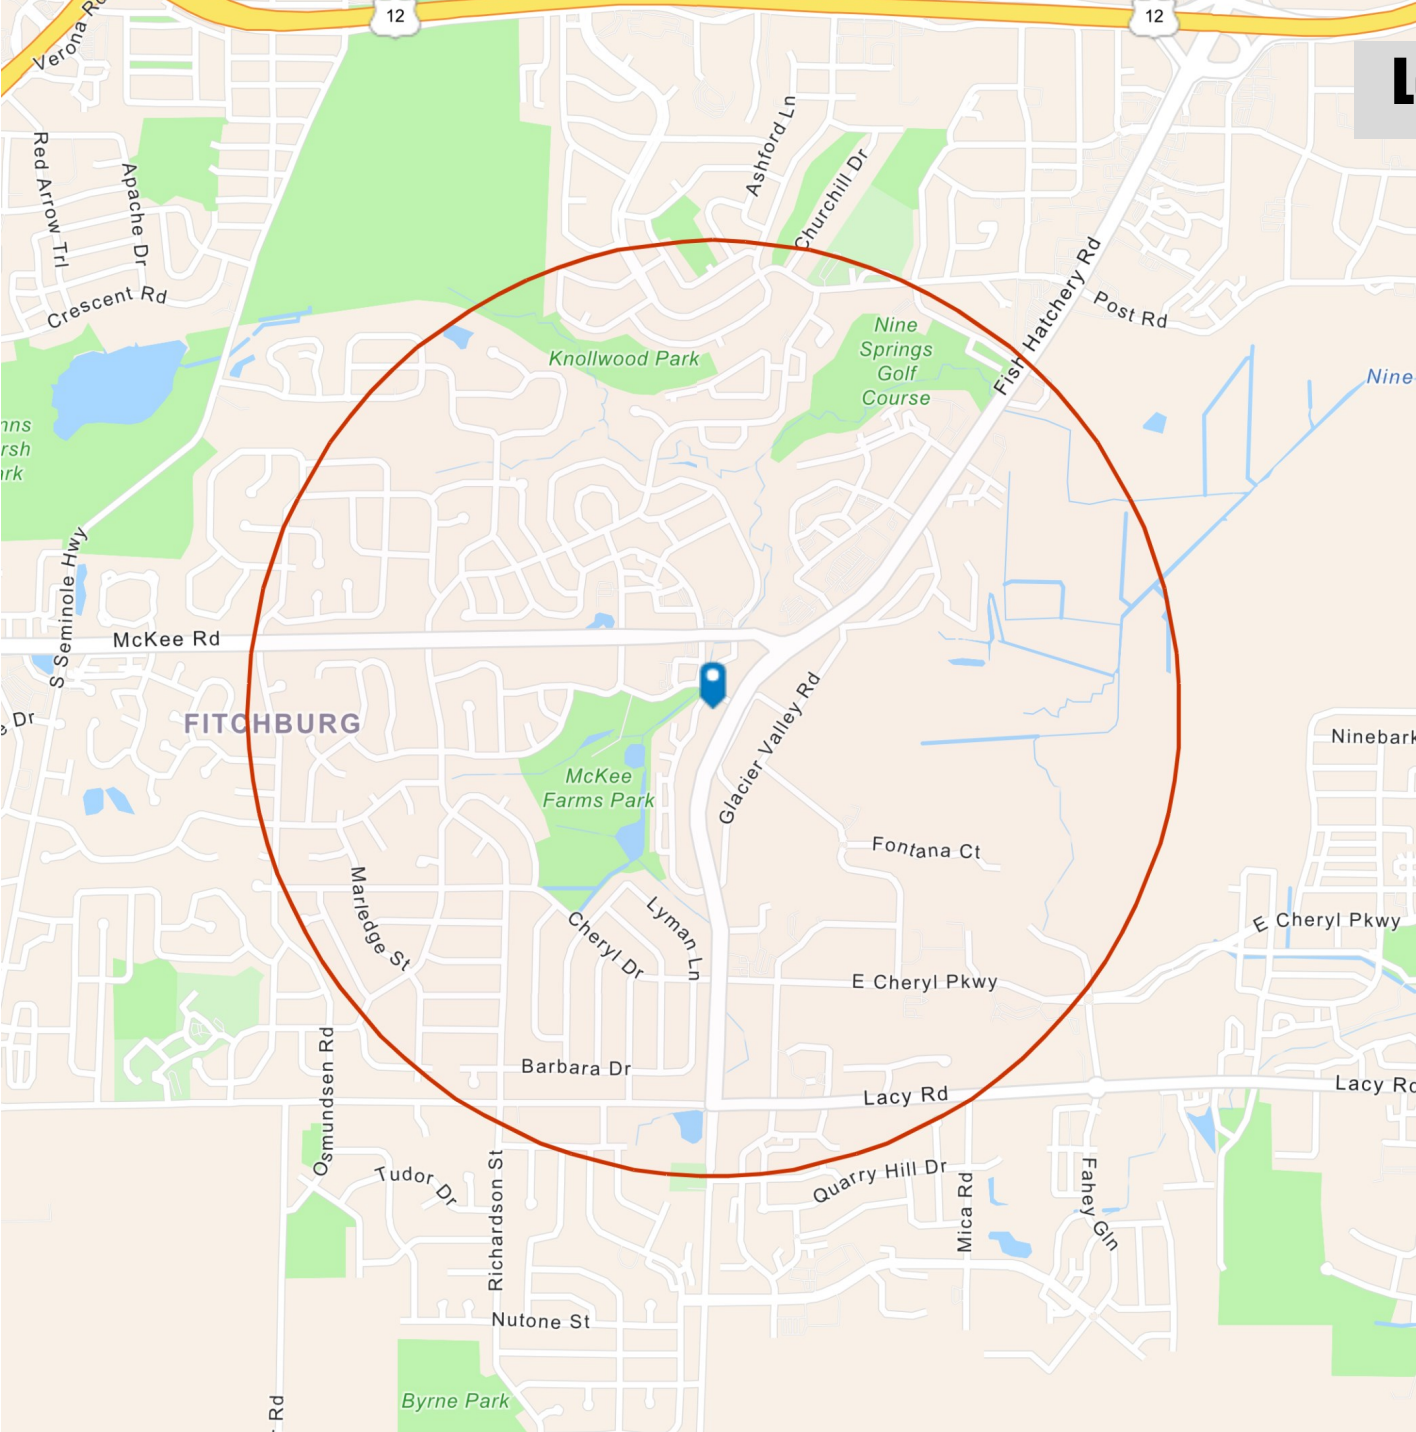 12
12
Verona Rd
L
Red Arrow Trl
Apache Dr
Ashford Ln
Churchill Dr
Crescent Rd
Fish Hatchery Rd
Post Rd
Nine
Springs
Golf
Course
Knollwood Park
Nine
nns
rsh
ark
S Seminole Hwy
McKee Rd
FITCHBURG
e Dr
Glacier Valley Rd
Ninebark
McKee
Farms Park
Fontana Ct
Marledge St
Lyman Ln
Cheryl Dr
E Cheryl Pkwy
E Cheryl Pkwy
Osmundsen Rd
Barbara Dr
Lacy Rd
Lacy Rd
Tudor Dr
Richardson St
Quarry Hill Dr
Mica Rd
Fahey Gln
Nutone St
Byrne Park
r Rd